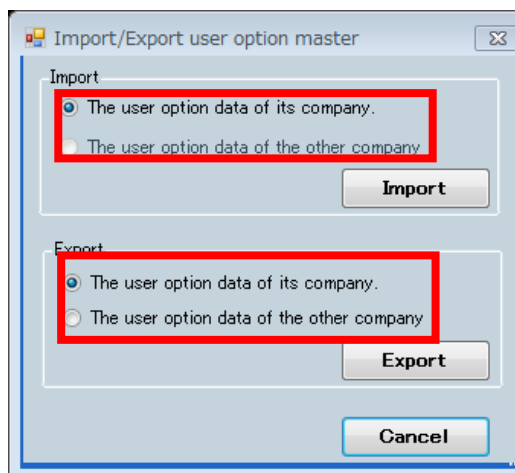 Import/Export user option master
Import
The user option data of its company.
The user option data of the other company
Import
Export
The user option data of its company.
The user option data of the other company
Export
Cancel